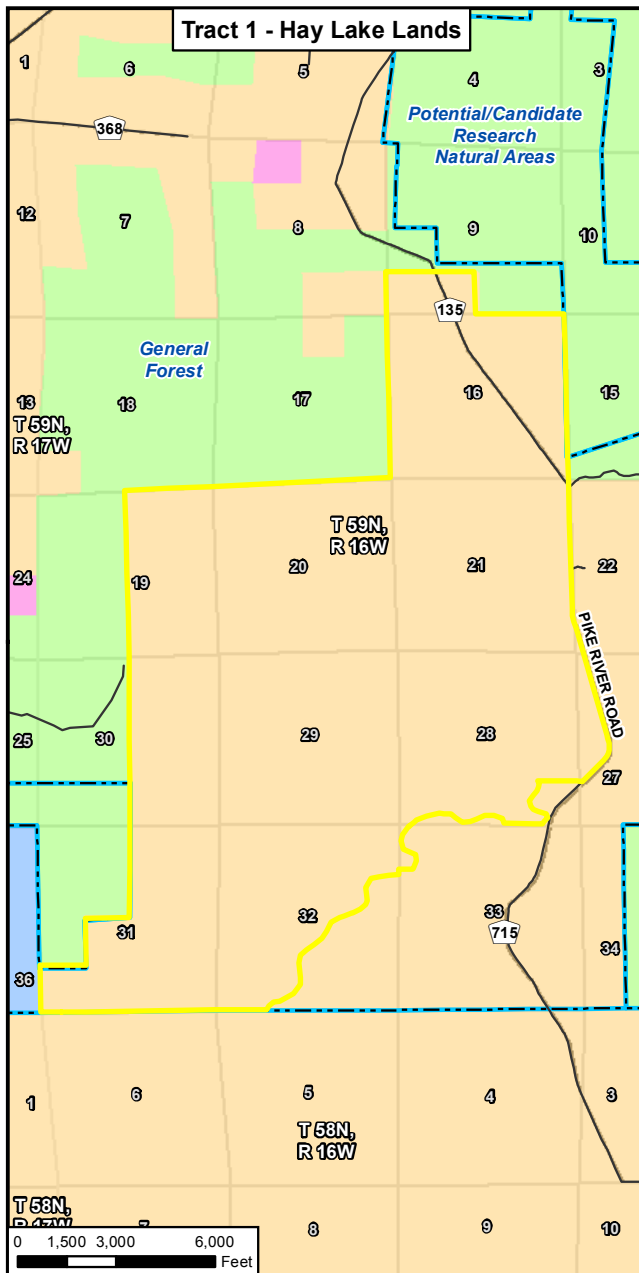 Tract 1 - Hay Lake Lands
1
6
5
4
3
368
Potential/Candidate
Research
Natural Areas
12
7
8
9
10
135
General
Forest
13
18
17
16
15
T 59N,
R 17W
T 59N,
R 16W
24
19
20
21
22
PIKE RIVER ROAD
25
30
29
28
27
36
31
32
33
715
34
1
6
5
4
3
T 58N,
R 16W
T 58N,
R 17W
7
8
9
10
0 1,500 3,000 6,000
Feet